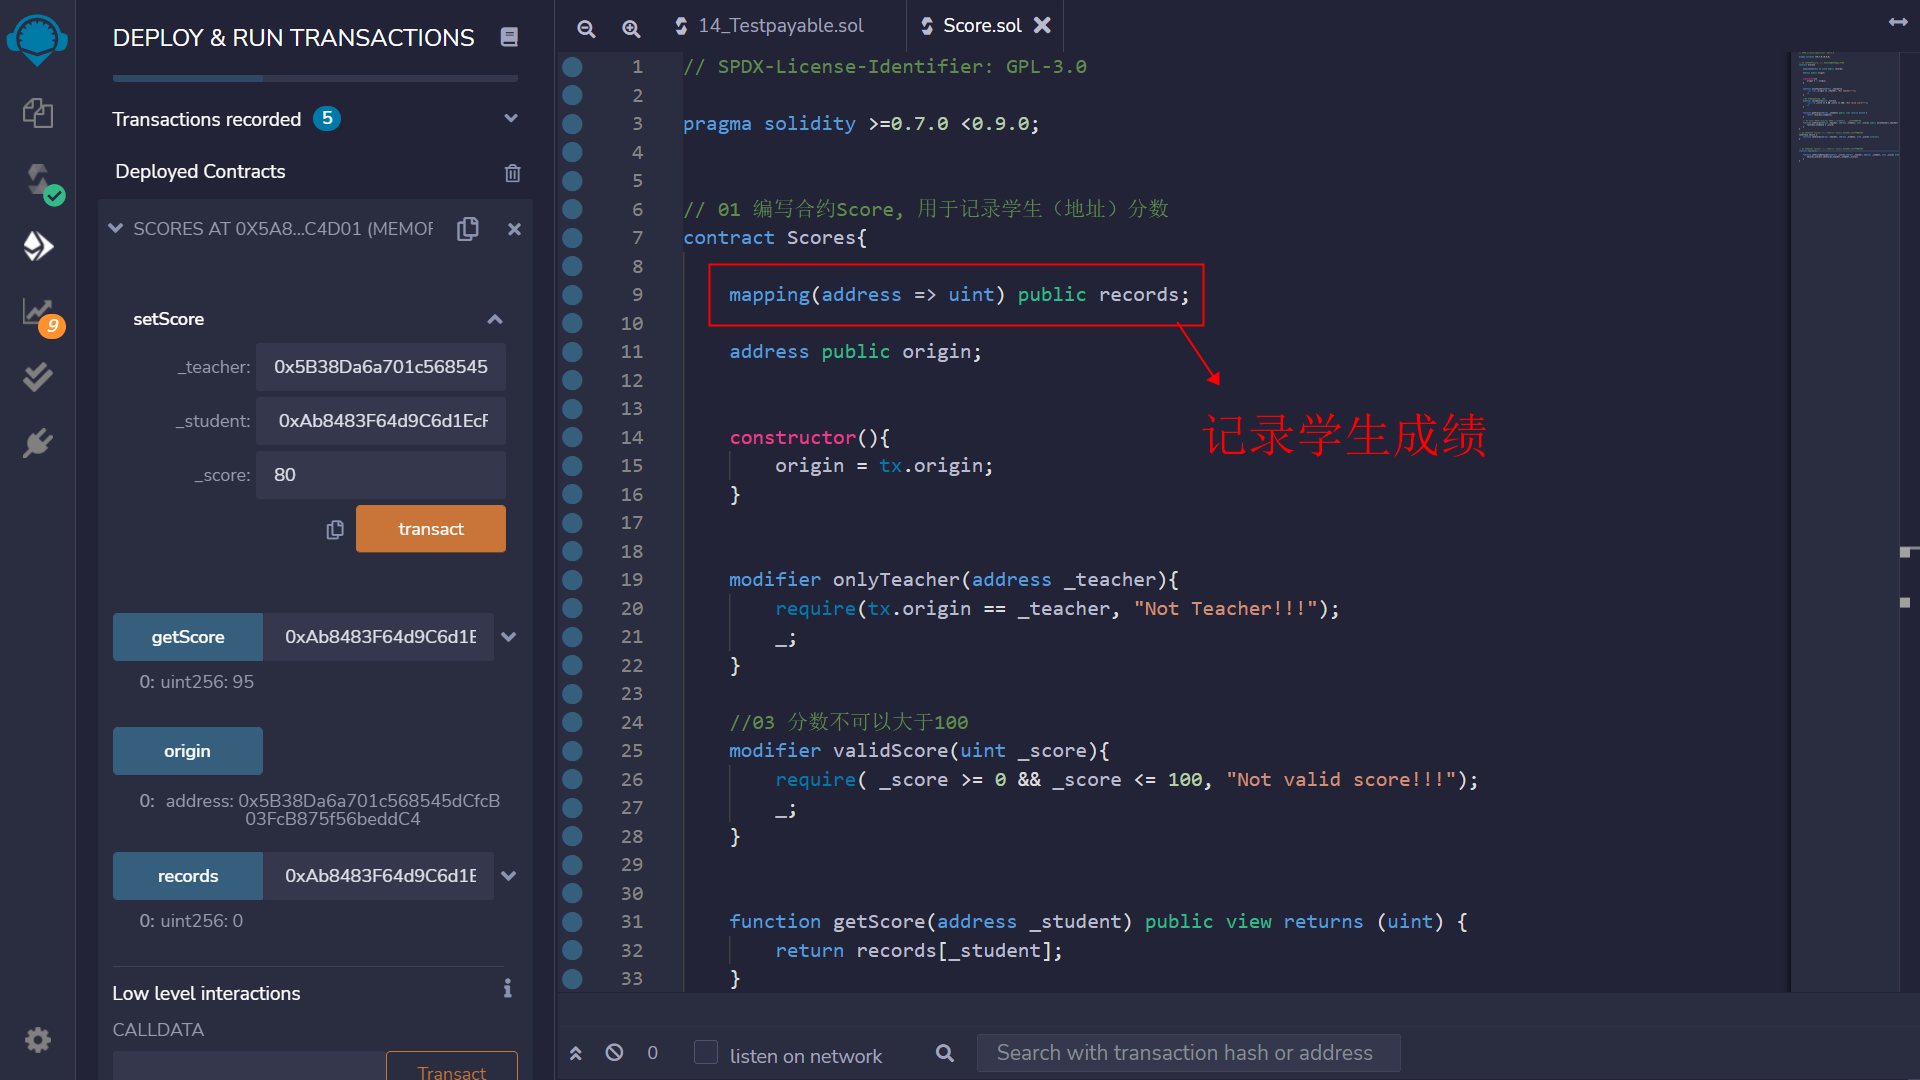 DEPLOY & RUN TRANSACTIONS
Transactions recorded 5
Deployed Contracts
SCORES AT 0X5A8...C4D01 (MEMOR
9
setScore
_teacher: 0x5B38Da6a701c568545
_student: 0xAb8483F64d9C6d1EcF
_score: 80
transact
getScore 0xAb8483F64d9C6d1E
0: uint256: 95
origin
0: address: 0x5B38Da6a701c568545dCfcB
03FcB875f56beddC4
records 0xAb8483F64d9C6d1E
0: uint256: 0
Low level interactions
CALLDATA
Transact
14_Testpayable.sol
Score.sol
1 // SPDX-License-Identifier: GPL-3.0
2
3 pragma solidity >=0.7.0 <0.9.0;
4
5
6 // 01 编写合约Score, 用于记录学生（地址）分数
7 contract Scores{
8
9 mapping(address => uint) public records;
10
11 address public origin;
12
13
记录学生成绩
14 constructor(){
15 origin = tx.origin;
16 }
17
18
19 modifier onlyTeacher(address _teacher){
20 require(tx.origin == _teacher, "Not Teacher!!!");
21 _;
22 }
23
24 //03 分数不可以大于100
25 modifier validScore(uint _score){
26 require( _score >= 0 && _score <= 100, "Not valid score!!!");
27 _;
28 }
29
30
31 function getScore(address _student) public view returns (uint) {
32 return records[_student];
33 }
0
listen on network
Search with transaction hash or address